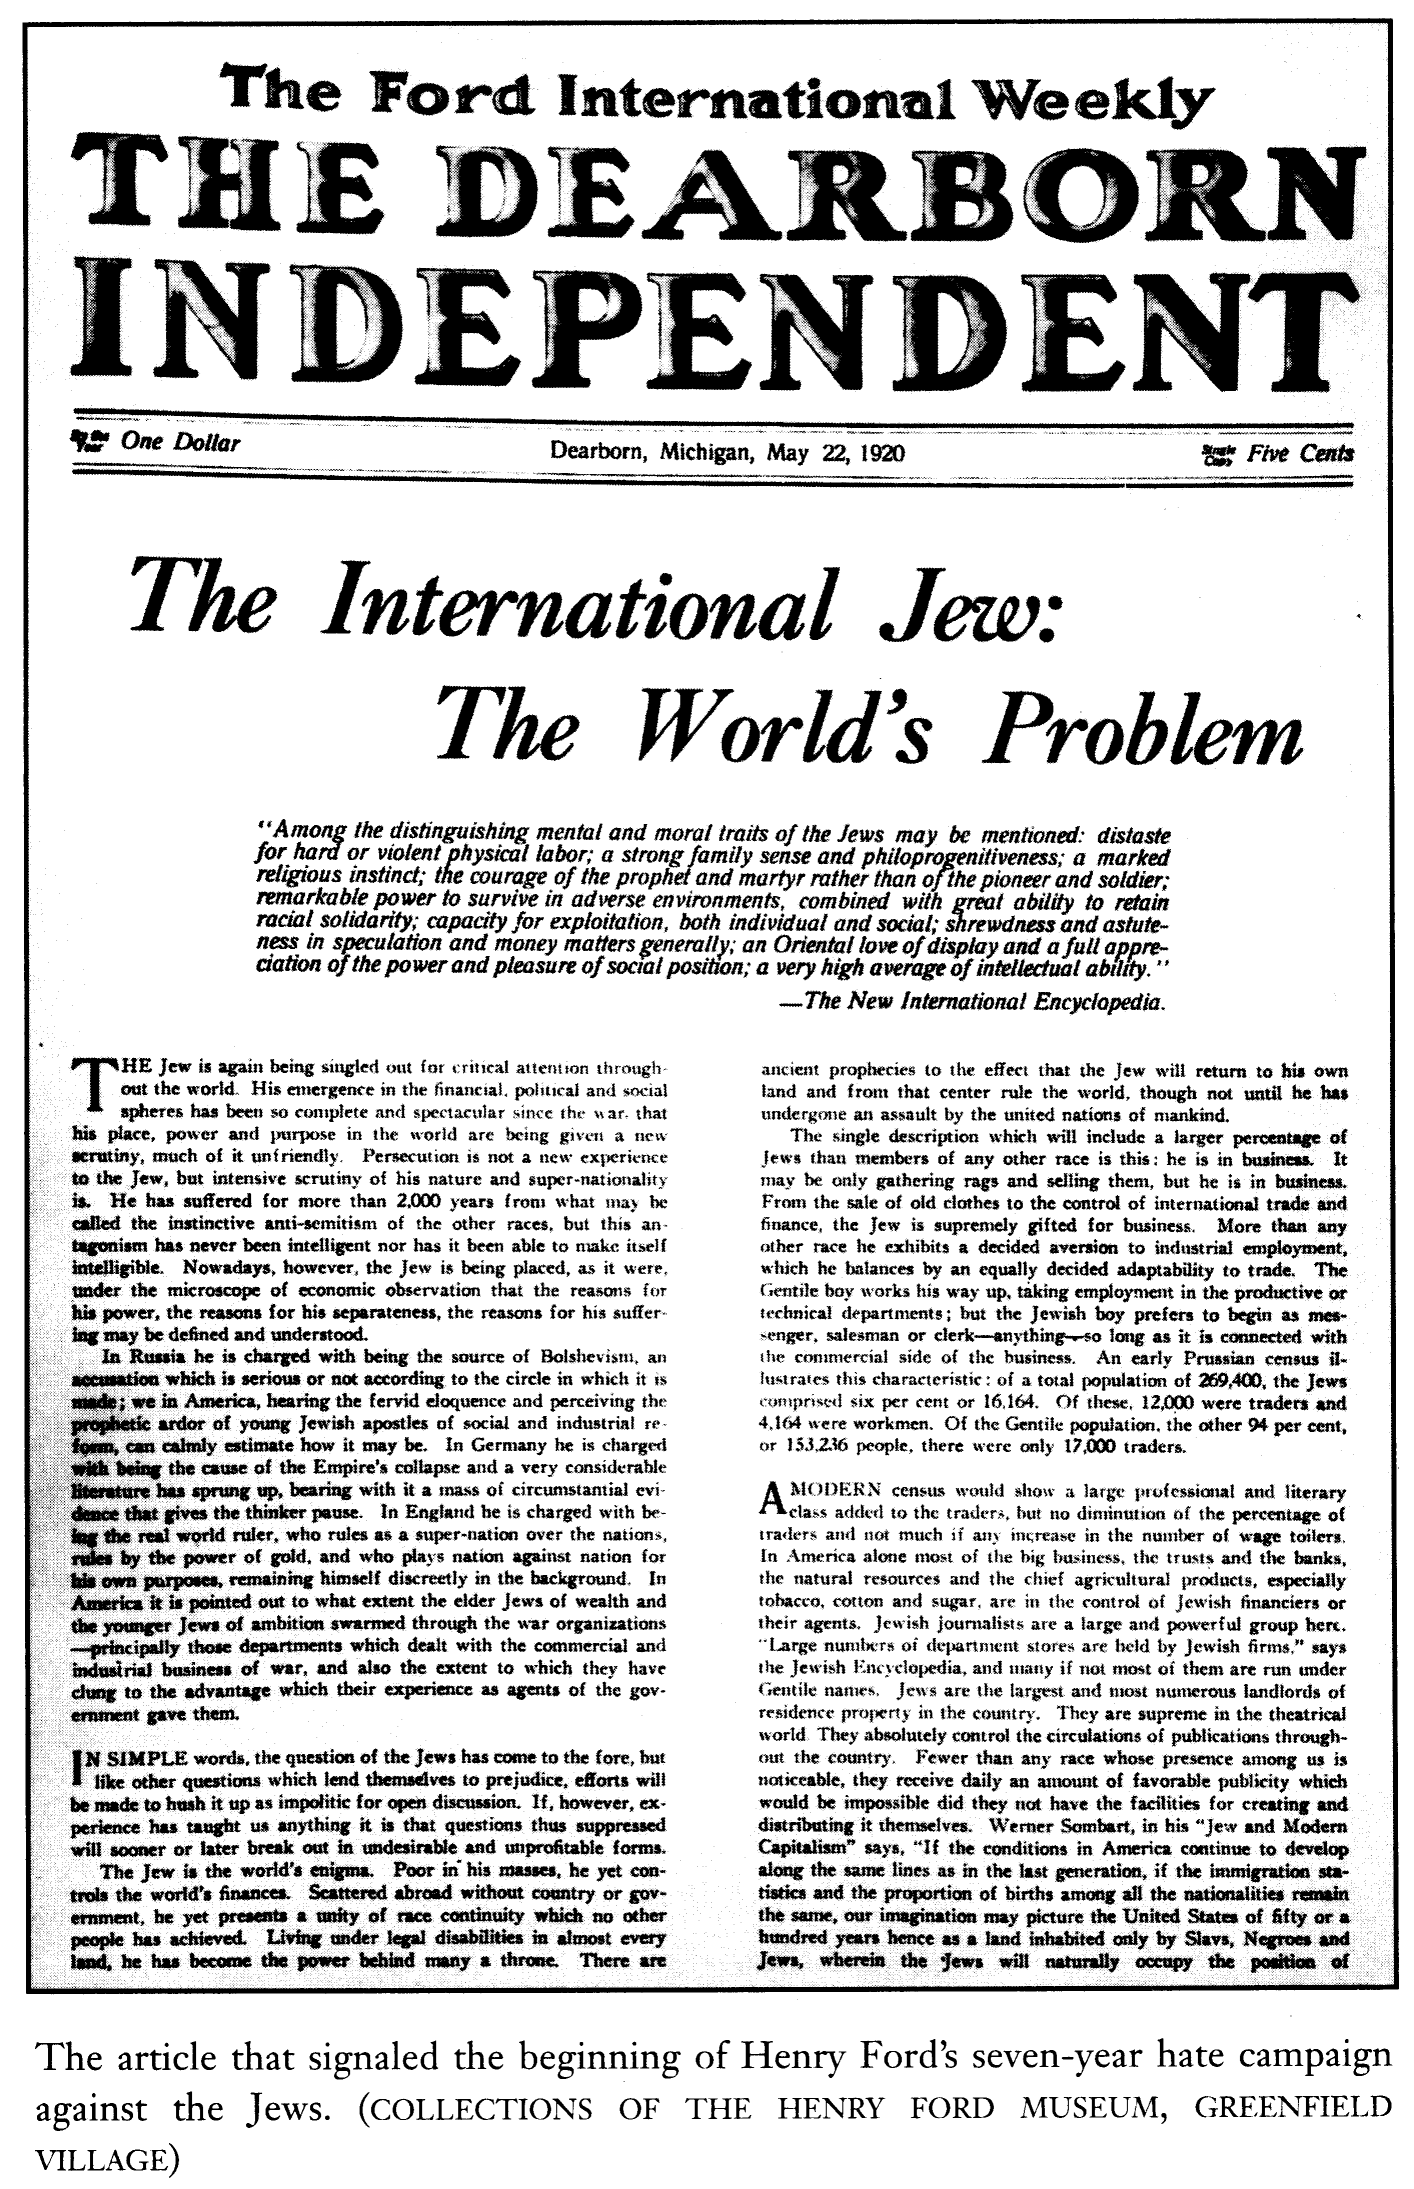 The Ford International Weekly
THE DEARBORN
INDEPENDENT
By the Year One Dollar
Dearborn, Michigan, May 22, 1920
Single Copy Five Cents
The International Jew:
The World's Problem
"Among the distinguishing mental and moral traits of the Jews may be mentioned: distaste
for hard or violent physical labor; a strong family sense and philoprogenitiveness; a marked
religious instinct; the courage of the prophet and martyr rather than of the pioneer and soldier;
remarkable power to survive in adverse environments, combined with great ability to retain
racial solidarity; capacity for exploitation, both individual and social; shrewdness and astute-
ness in speculation and money matters generally; an Oriental love of display and a full appre-
ciation of the power and pleasure of social position; a very high average of intellectual ability."
—The New International Encyclopedia.
THE Jew is again being singled out for critical attention through-
out the world. His emergence in the financial, political and social
spheres has been so complete and spectacular since the war, that
his place, power and purpose in the world are being given a new
scrutiny, much of it unfriendly. Persecution is not a new experience
to the Jew, but intensive scrutiny of his nature and super-nationality
is. He has suffered for more than 2,000 years from what may be
called the instinctive anti-semitism of the other races, but this an-
tagonism has never been intelligent nor has it been able to make itself
intelligible. Nowadays, however, the Jew is being placed, as it were,
under the microscope of economic observation that the reasons for
his power, the reasons for his separateness, the reasons for his suffer-
ing may be defined and understood.
In Russia he is charged with being the source of Bolshevism, an
accusation which is serious or not according to the circle in which it is
made; we in America, hearing the fervid eloquence and perceiving the
prophetic ardor of young Jewish apostles of social and industrial re-
form, can calmly estimate how it may be. In Germany he is charged
with being the cause of the Empire's collapse and a very considerable
literature has sprung up, bearing with it a mass of circumstantial evi-
dence that gives the thinker pause. In England he is charged with be-
ing the real world ruler, who rules as a super-nation over the nations,
rules by the power of gold, and who plays nation against nation for
his own purposes, remaining himself discreetly in the background. In
America it is pointed out to what extent the elder Jews of wealth and
the younger Jews of ambition swarmed through the war organizations
—principally those departments which dealt with the commercial and
industrial business of war, and also the extent to which they have
clung to the advantage which their experience as agents of the gov-
ernment gave them.
IN SIMPLE words, the question of the Jews has come to the fore, but
like other questions which lend themselves to prejudice, efforts will
be made to hush it up as impolitic for open discussion. If, however, ex-
perience has taught us anything it is that questions thus suppressed
will sooner or later break out in undesirable and unprofitable forms.
The Jew is the world's enigma. Poor in his masses, he yet con-
trols the world's finances. Scattered abroad without country or gov-
ernment, he yet presents a unity of race continuity which no other
people has achieved. Living under legal disabilities in almost every
land, he has become the power behind many a throne. There are
ancient prophecies to the effect that the Jew will return to his own
land and from that center rule the world, though not until he has
undergone an assault by the united nations of mankind.
The single description which will include a larger percentage of
Jews than members of any other race is this: he is in business. It
may be only gathering rags and selling them, but he is in business.
From the sale of old clothes to the control of international trade and
finance, the Jew is supremely gifted for business. More than any
other race he exhibits a decided aversion to industrial employment,
which he balances by an equally decided adaptability to trade. The
Gentile boy works his way up, taking employment in the productive or
technical departments; but the Jewish boy prefers to begin as mes-
senger, salesman or clerk—anything—so long as it is connected with
the commercial side of the business. An early Prussian census il-
lustrates this characteristic: of a total population of 269,400, the Jews
comprised six per cent or 16,164. Of these, 12,000 were traders and
4,164 were workmen. Of the Gentile population, the other 94 per cent,
or 153,236 people, there were only 17,000 traders.
A MODERN census would show a large professional and literary
class added to the traders, but no diminution of the percentage of
traders and not much if any increase in the number of wage toilers.
In America alone most of the big business, the trusts and the banks,
the natural resources and the chief agricultural products, especially
tobacco, cotton and sugar, are in the control of Jewish financiers or
their agents. Jewish journalists are a large and powerful group here.
"Large numbers of department stores are held by Jewish firms," says
the Jewish Encyclopedia, and many if not most of them are run under
Gentile names. Jews are the largest and most numerous landlords of
residence property in the country. They are supreme in the theatrical
world. They absolutely control the circulations of publications through-
out the country. Fewer than any race whose presence among us is
noticeable, they receive daily an amount of favorable publicity which
would be impossible did they not have the facilities for creating and
distributing it themselves. Werner Sombart, in his "Jew and Modern
Capitalism" says, "If the conditions in America continue to develop
along the same lines as in the last generation, if the immigration sta-
tistics and the proportion of births among all the nationalities remain
the same, our imagination may picture the United States of fifty or a
hundred years hence as a land inhabited only by Slavs, Negroes and
Jews, wherein the Jews will naturally occupy the position of
The article that signaled the beginning of Henry Ford's seven-year hate campaign
against the Jews. (COLLECTIONS OF THE HENRY FORD MUSEUM, GREENFIELD
VILLAGE)